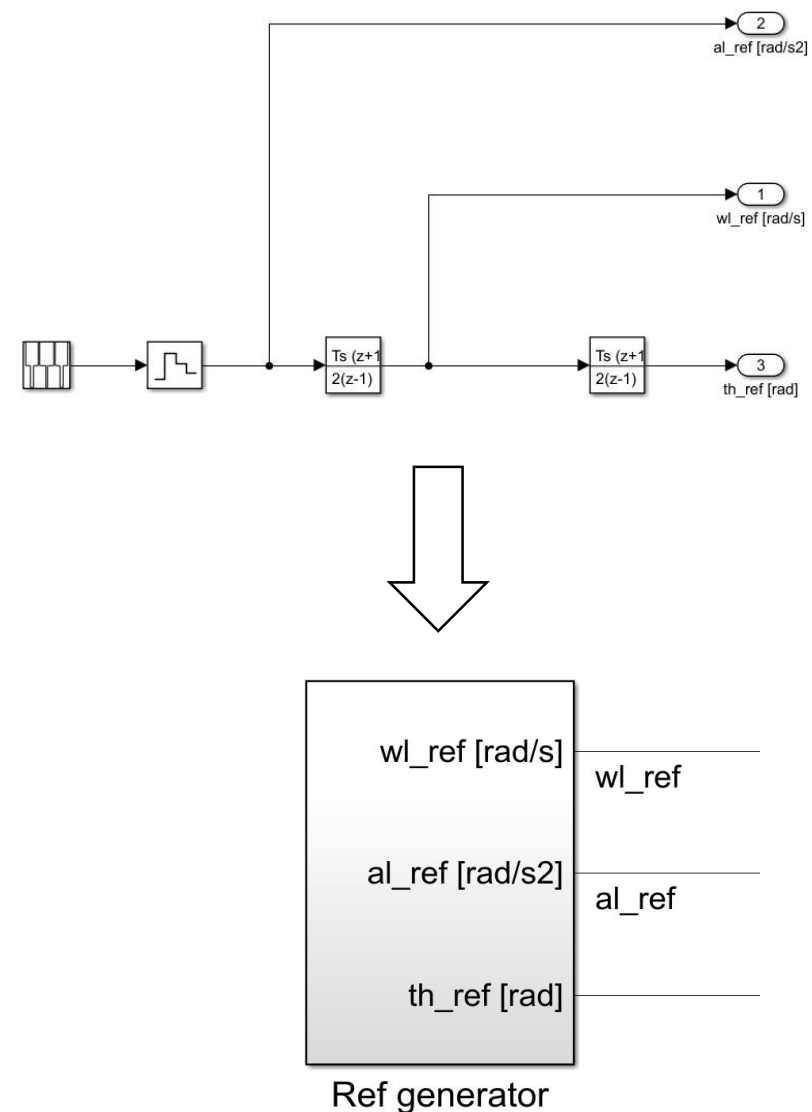 2
al_ref [rad/s2]
1
wl_ref [rad/s]
Ts (z+1
2(z-1)
Ts (z+1
2(z-1)
3
th_ref [rad]
wl_ref [rad/s]
wl_ref
al_ref [rad/s2]
al_ref
th_ref [rad]
Ref generator